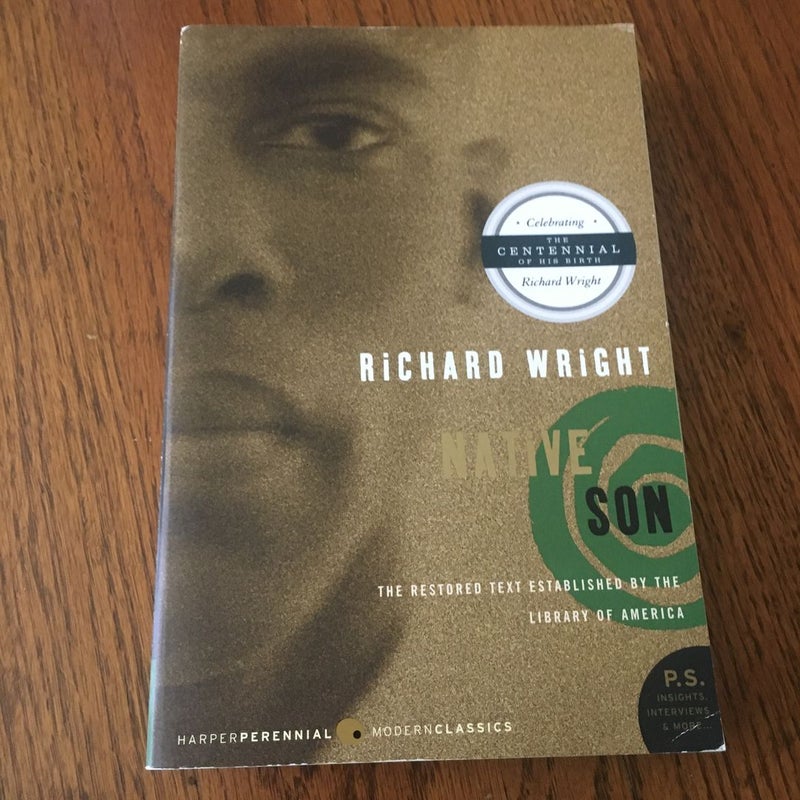 • Celebrating •
THE
CENTENNIAL
OF HIS BIRTH
Richard Wright
RiCHARD WRiGHT
NATIVE
SON
THE RESTORED TEXT ESTABLISHED BY THE
LIBRARY OF AMERICA
P.S.
INSIGHTS,
INTERVIEWS
& MORE...
HARPERPERENNIAL MODERNCLASSICS